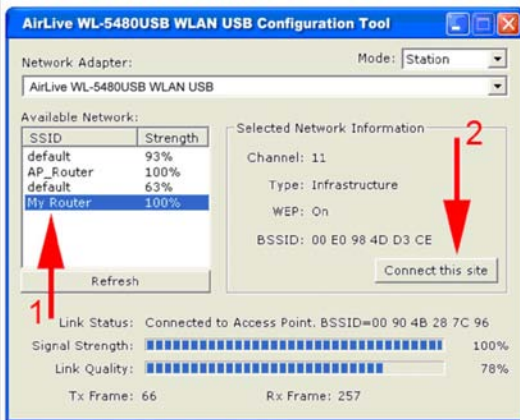 AirLive WL-5480USB WLAN USB Configuration Tool
Network Adapter:
Mode: Station
AirLive WL-5480USB WLAN USB
Available Network:
SSID Strength
default 93%
AP_Router 100%
default 63%
My Router 100%
Refresh
1
Selected Network Information
2
Channel: 11
Type: Infrastructure
WEP: On
BSSID: 00 E0 98 4D D3 CE
Connect this site
Link Status: Connected to Access Point. BSSID=00 90 4B 28 7C 96
Signal Strength: 100%
Link Quality: 78%
Tx Frame: 66 Rx Frame: 257